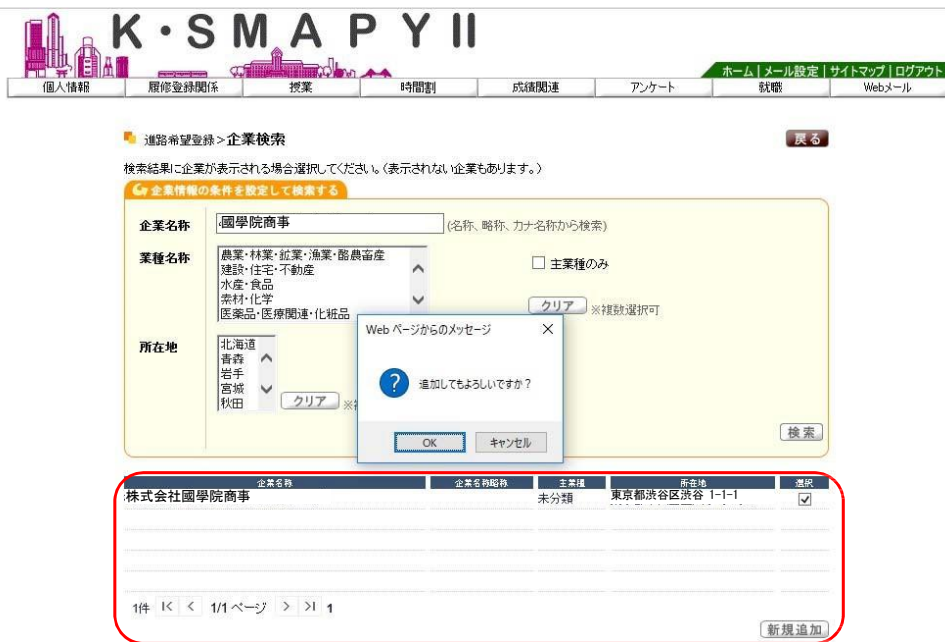 K・SMAPY II
ホーム | メール設定 | サイトマップ | ログアウト
個人情報 履修登録関係 授業 時間割 成績関連 アンケート 就職 Webメール
進路希望登録>企業検索 戻る
検索結果に企業が表示される場合選択してください。(表示されない企業もあります。)
企業情報の条件を設定して検索する
企業名称 國學院商事 (名称、略称、カナ名称から検索)
業種名称
農業・林業・鉱業・漁業・酪農畜産
建設・住宅・不動産
水産・食品
素材・化学
医薬品・医療関連・化粧品
主業種のみ
クリア ※複数選択可
所在地
北海道
青森
岩手
宮城
秋田
クリア ※
Web ページからのメッセージ ×
? 追加してもよろしいですか?
OK キャンセル
検索
企業名称 企業名称略称 主業種 所在地 選択
株式会社國學院商事 未分類 東京都渋谷区渋谷 1-1-1
1件 |< < 1/1 ページ > >| 1
新規追加